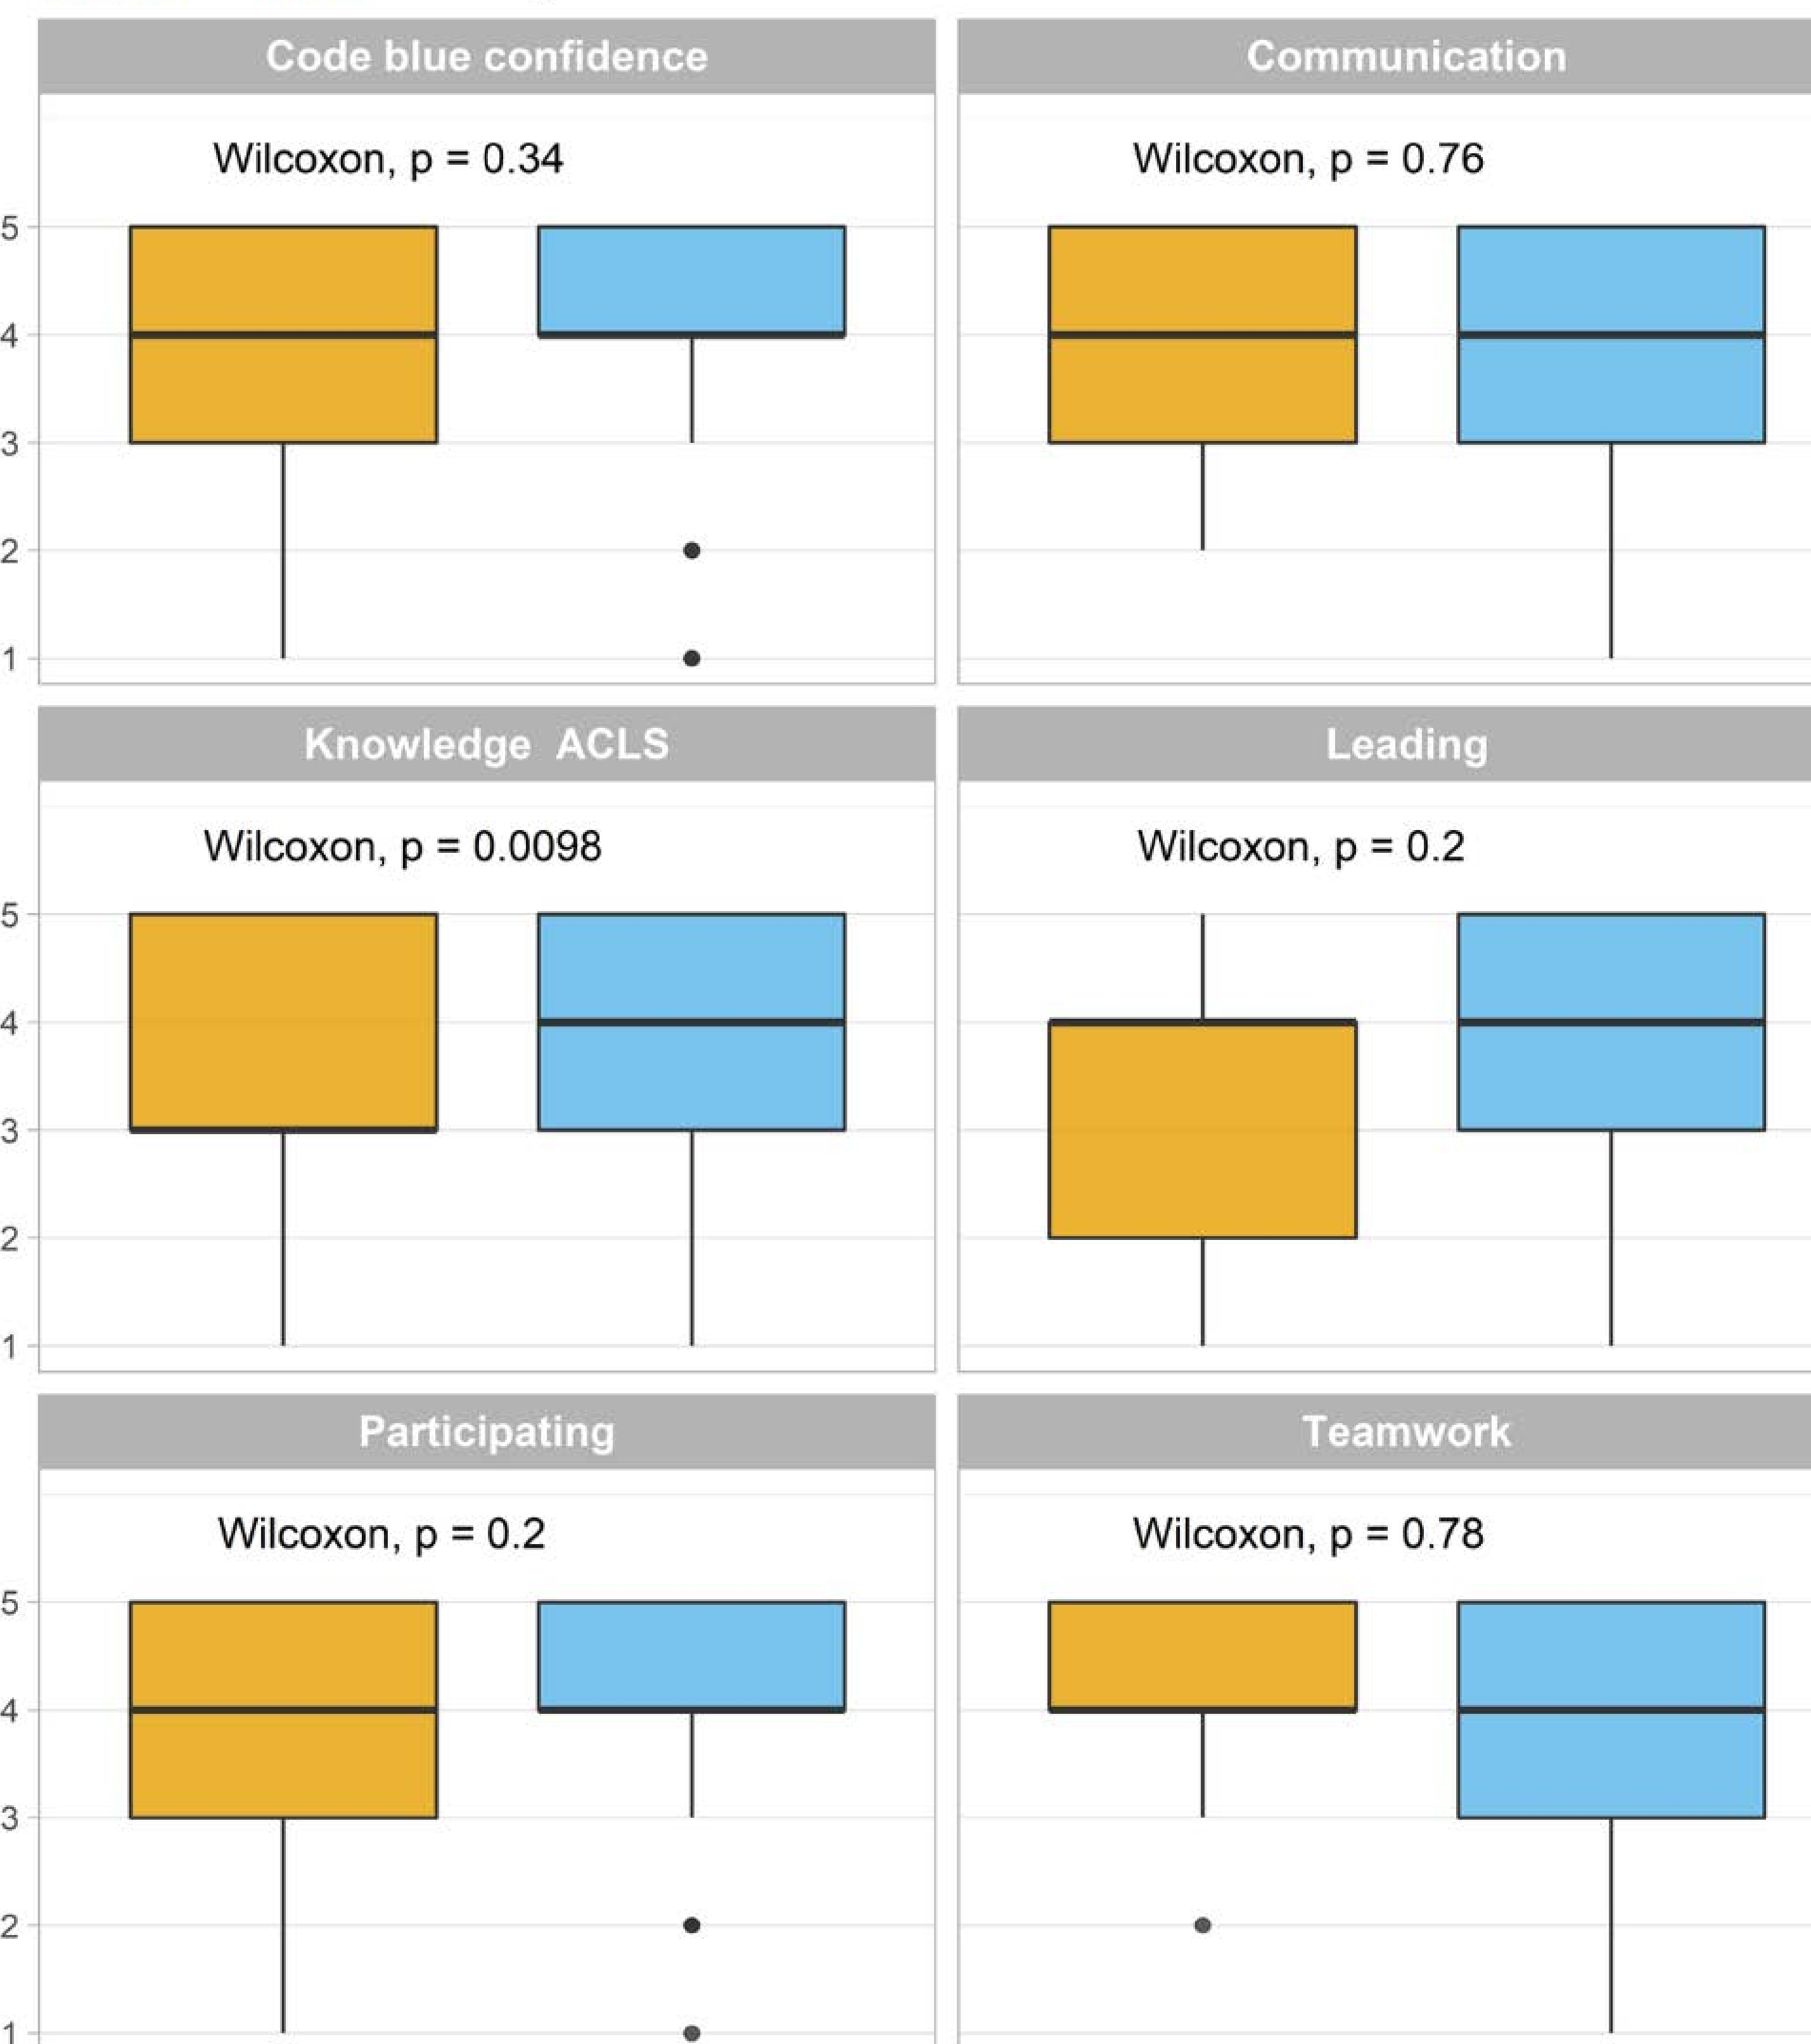 Code blue confidence
Communication
Wilcoxon, p = 0.34
Wilcoxon, p = 0.76
5
4
3
2
1
Knowledge  ACLS
Leading
Wilcoxon, p = 0.0098
Wilcoxon, p = 0.2
5
4
3
2
1
Participating
Teamwork
Wilcoxon, p = 0.2
Wilcoxon, p = 0.78
5
4
3
2
1